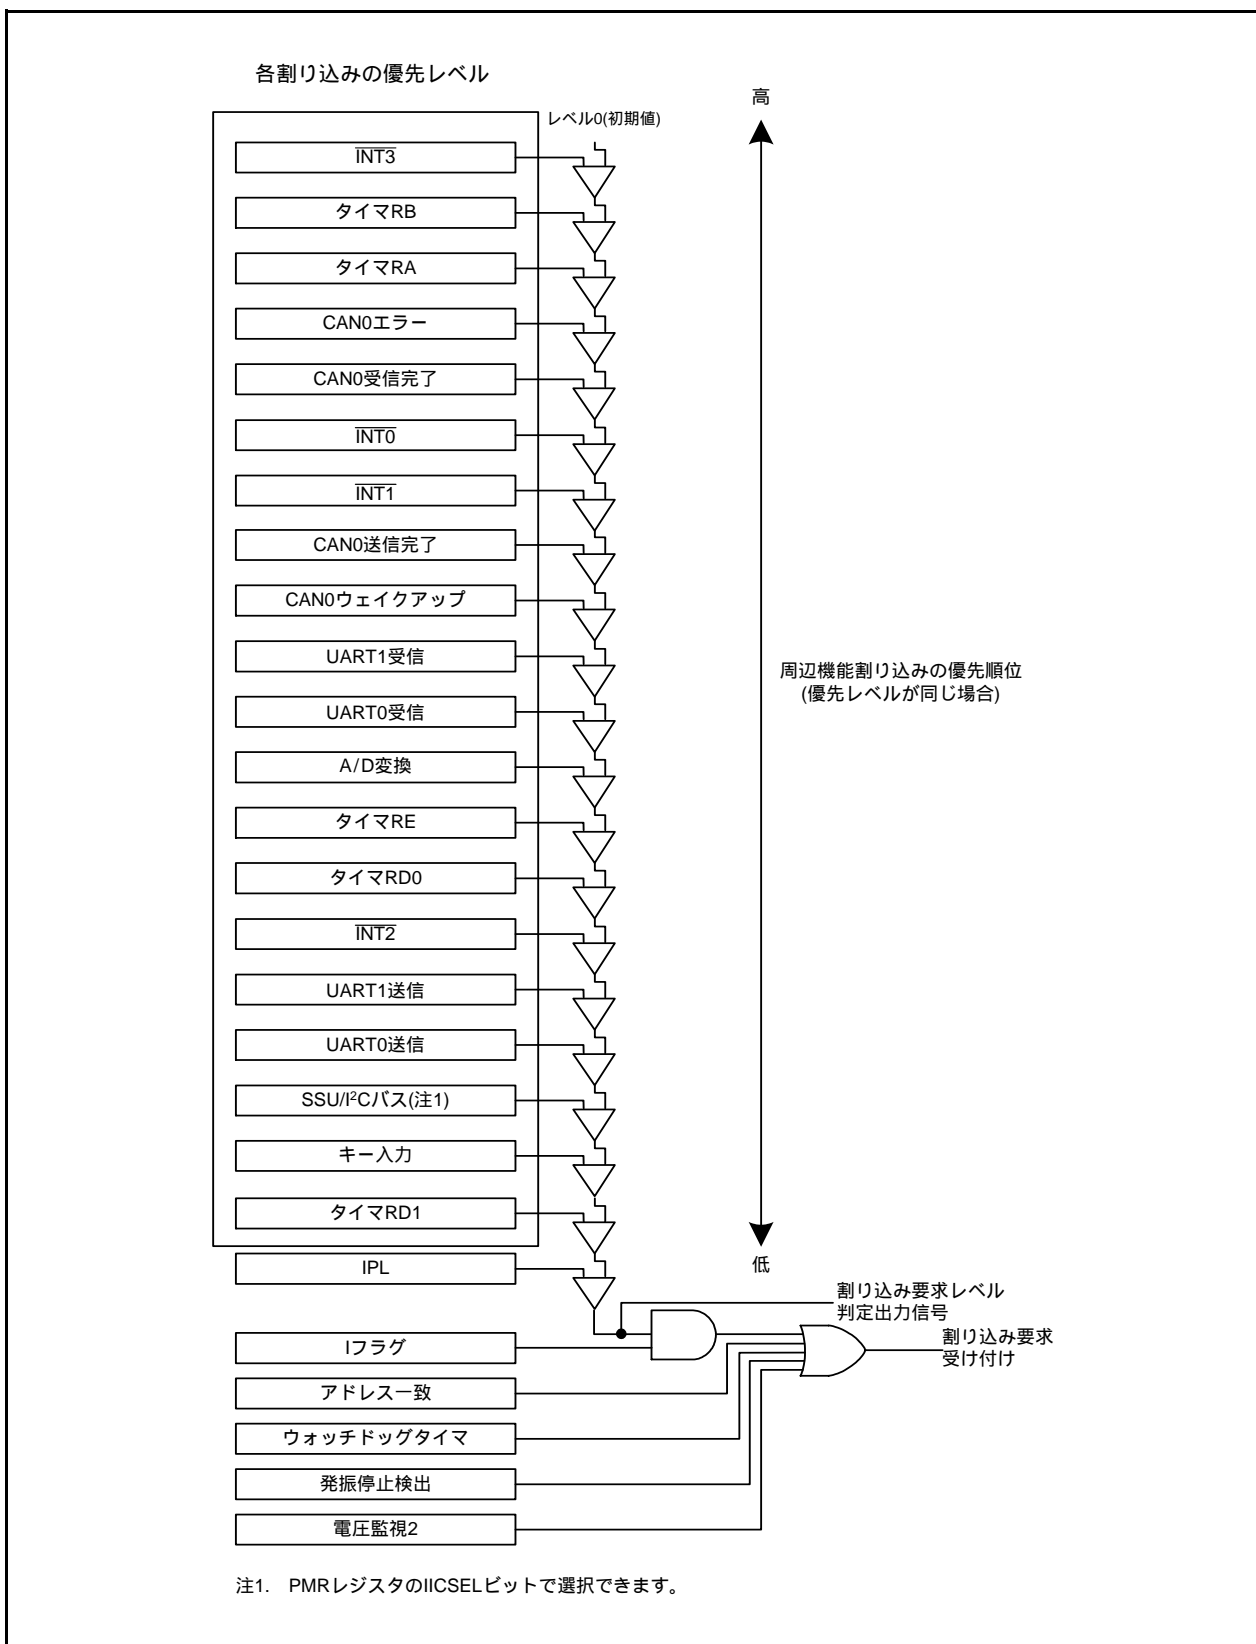 各割り込みの優先レベル
レベル0(初期値)
高
INT3
タイマRB
タイマRA
CAN0エラー
CAN0受信完了
INT0
INT1
CAN0送信完了
CAN0ウェイクアップ
UART1受信
UART0受信
A/D変換
タイマRE
タイマRD0
INT2
UART1送信
UART0送信
SSU/I²Cバス(注1)
キー入力
タイマRD1
周辺機能割り込みの優先順位
(優先レベルが同じ場合)
低
IPL
割り込み要求レベル
判定出力信号
Iフラグ
割り込み要求
受け付け
アドレス一致
ウォッチドッグタイマ
発振停止検出
電圧監視2
注1. PMRレジスタのIICSELビットで選択できます。